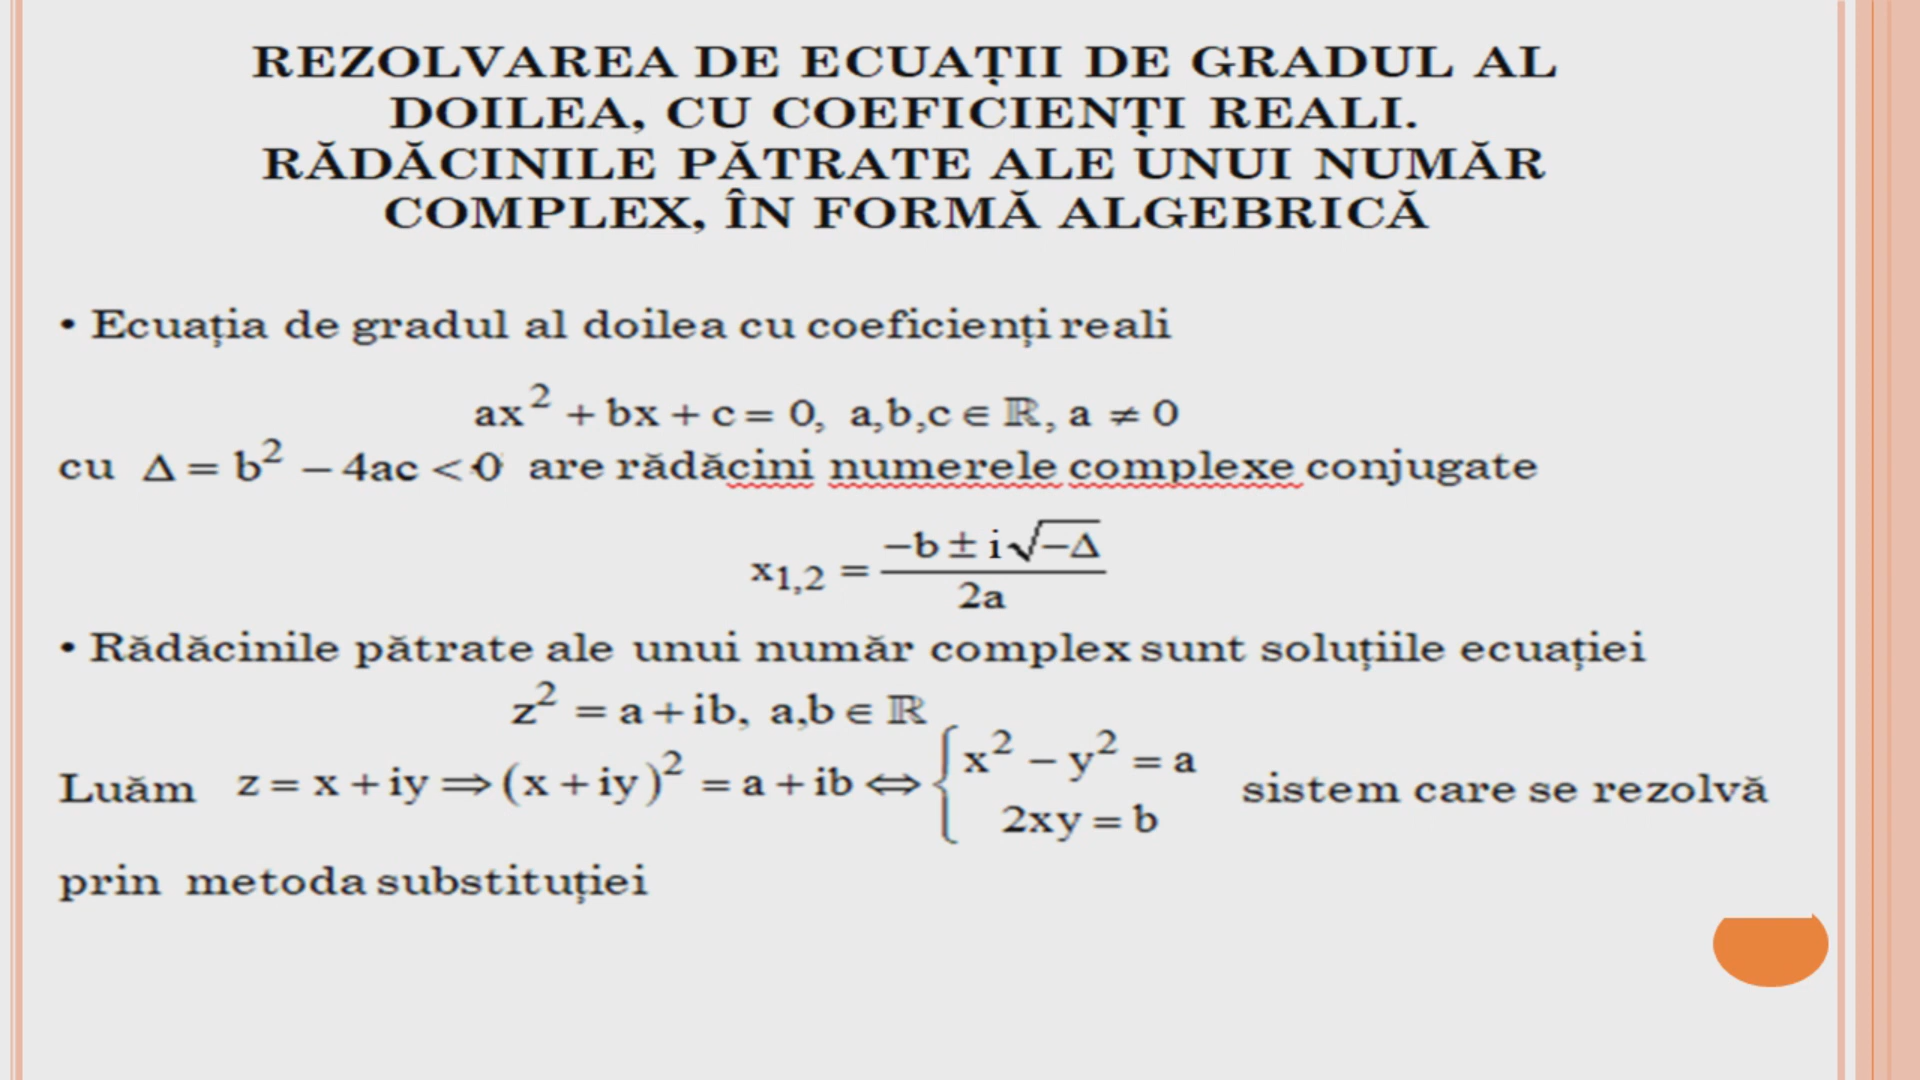 REZOLVAREA DE ECUAȚII DE GRADUL AL
DOILEA, CU COEFICIENȚI REALI.
RĂDĂCINILE PĂTRATE ALE UNUI NUMĂR
COMPLEX, ÎN FORMĂ ALGEBRICĂ
• Ecuația de gradul al doilea cu coeficienți reali
ax² + bx + c = 0, a,b,c ∈ ℝ, a ≠ 0
cu Δ = b² − 4ac < 0 are rădăcini numerele complexe conjugate
x₁,₂ = (−b ± i√−Δ) / 2a
• Rădăcinile pătrate ale unui număr complex sunt soluțiile ecuației
z² = a + ib, a,b ∈ ℝ
Luăm z = x + iy ⇒ (x + iy)² = a + ib ⇔ { x² − y² = a sistem care se rezolvă
2xy = b
prin metoda substituției